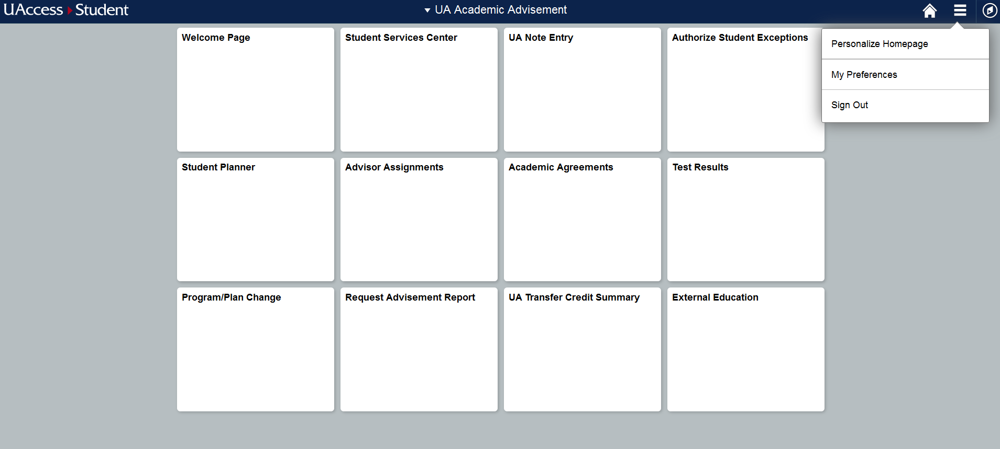 UAccess Student
UA Academic Advisement
Welcome Page
Student Services Center
UA Note Entry
Authorize Student Exceptions
Personalize Homepage
My Preferences
Sign Out
Student Planner
Advisor Assignments
Academic Agreements
Test Results
Program/Plan Change
Request Advisement Report
UA Transfer Credit Summary
External Education